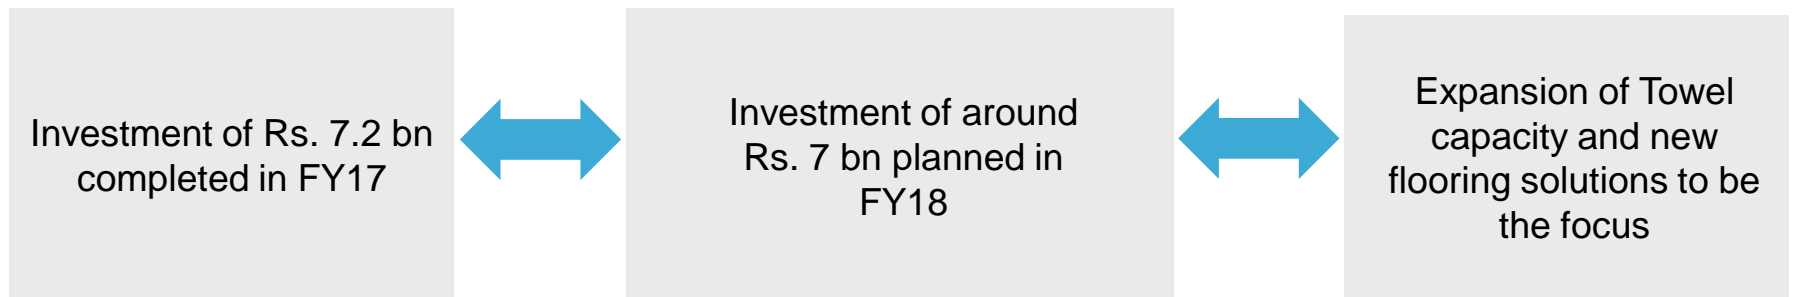 Investment of Rs. 7.2 bn
completed in FY17
Investment of around
Rs. 7 bn planned in
FY18
Expansion of Towel
capacity and new
flooring solutions to be
the focus